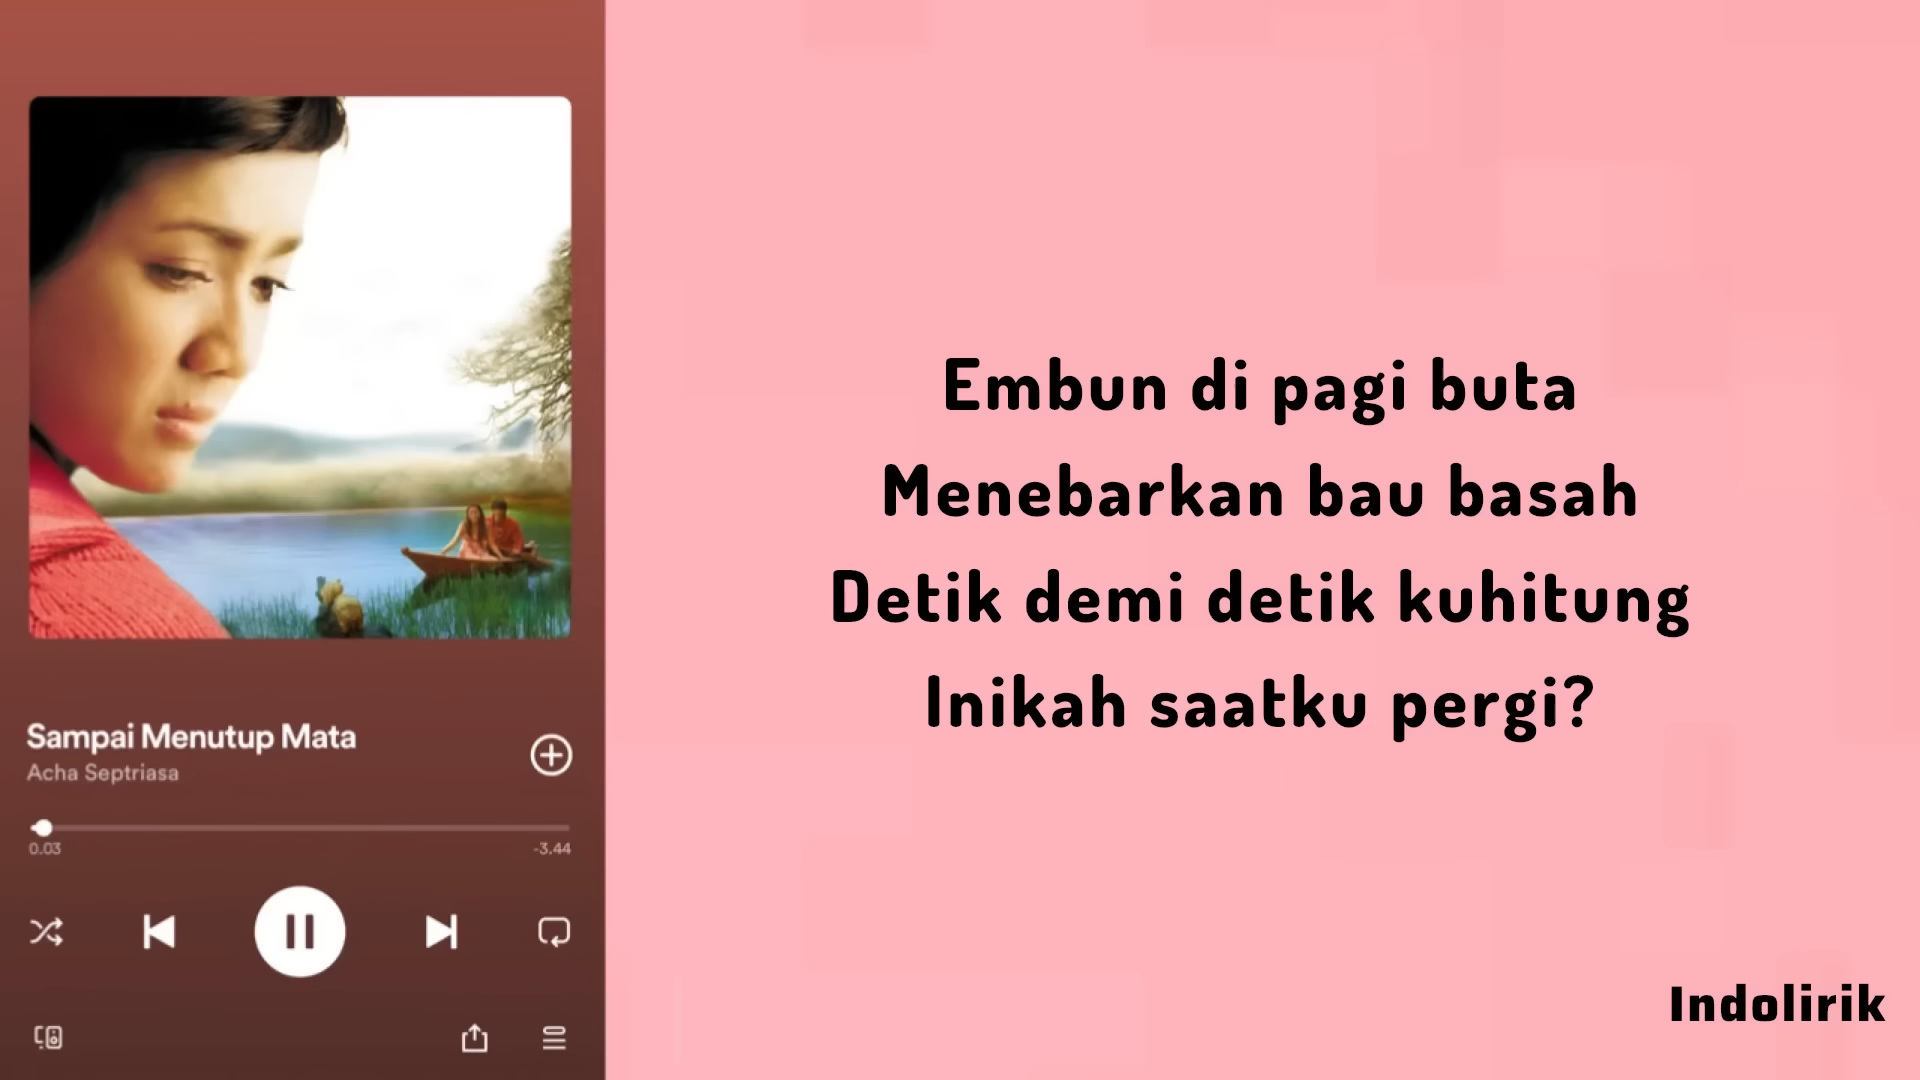 Sampai Menutup Mata
Acha Septriasa
0.03
-3.44
Embun di pagi buta
Menebarkan bau basah
Detik demi detik kuhitung
Inikah saatku pergi?
Indolirik